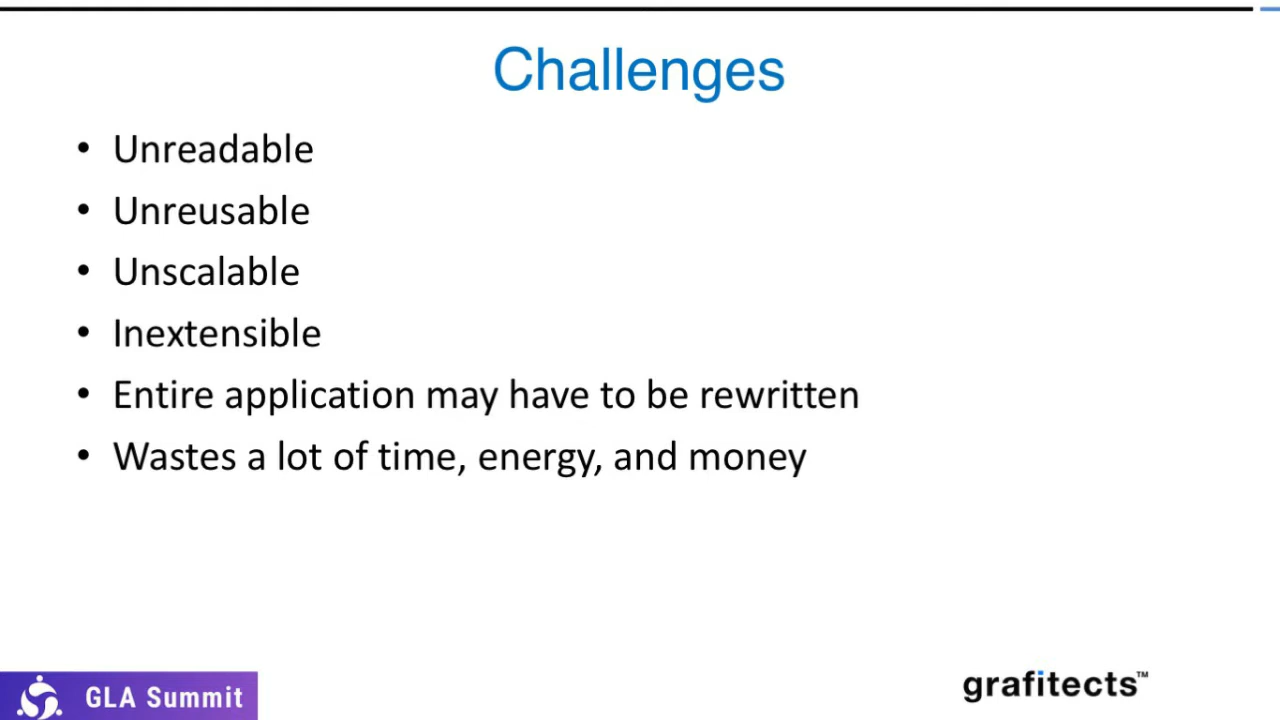 Challenges
• Unreadable
• Unreusable
• Unscalable
• Inextensible
• Entire application may have to be rewritten
• Wastes a lot of time, energy, and money
GLA Summit
grafitects™